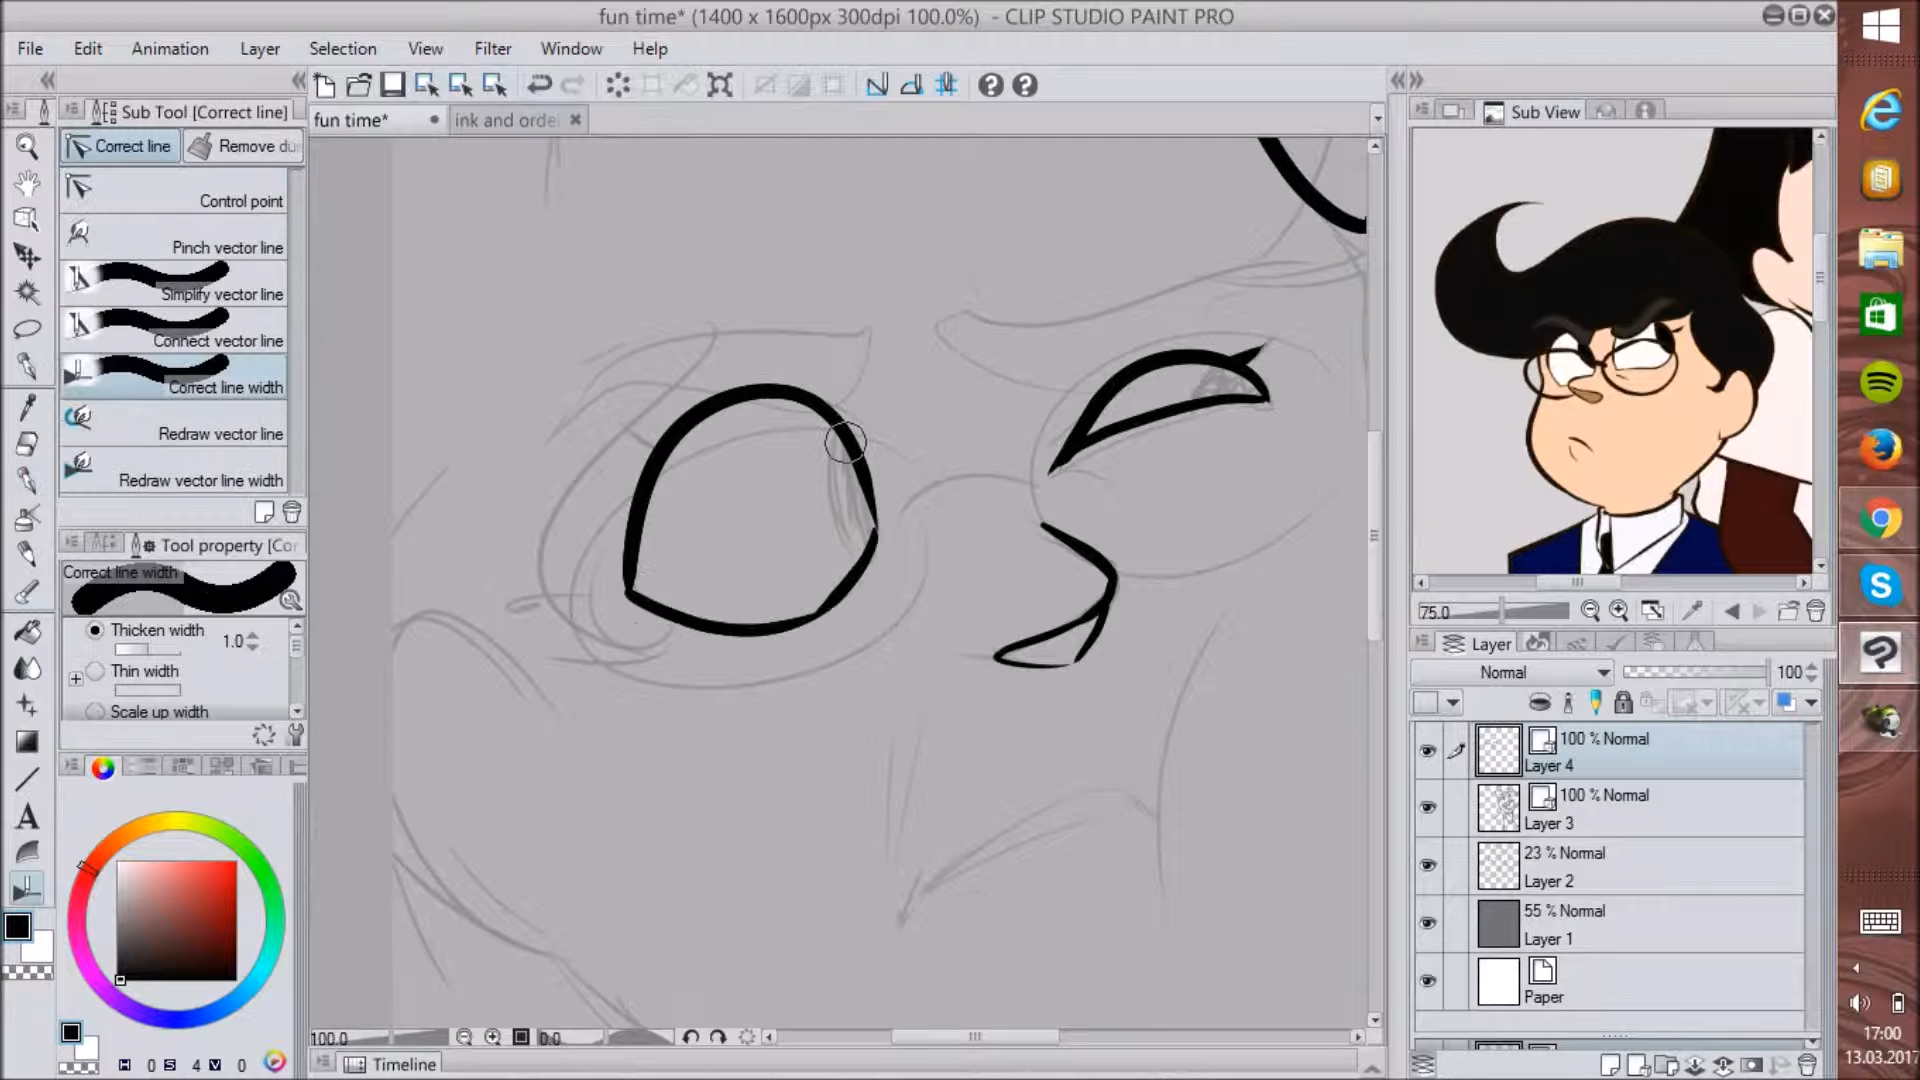 fun time* (1400 x 1600px 300dpi 100.0%)  - CLIP STUDIO PAINT PRO
File Edit Animation Layer Selection View Filter Window Help
Sub Tool [Correct line]
fun time* ink and orde
Sub View
Correct line Remove du
Control point
Pinch vector line
Simplify vector line
Connect vector line
Correct line width
Redraw vector line
Redraw vector line width
Tool property [Co
Correct line width
Thicken width 1.0
Thin width
Scale up width
75.0
Layer
Normal 100
100 % Normal
Layer 4
100 % Normal
Layer 3
23 % Normal
Layer 2
55 % Normal
Layer 1
Paper
100.0 0.0
H 0 S 4 V 0
Timeline
17:00
13.03.2017